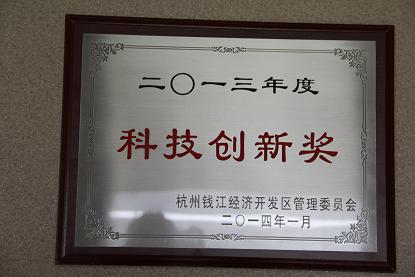 二〇一三年度
科技创新奖
杭州钱江经济开发区管理委员会
二〇一四年一月